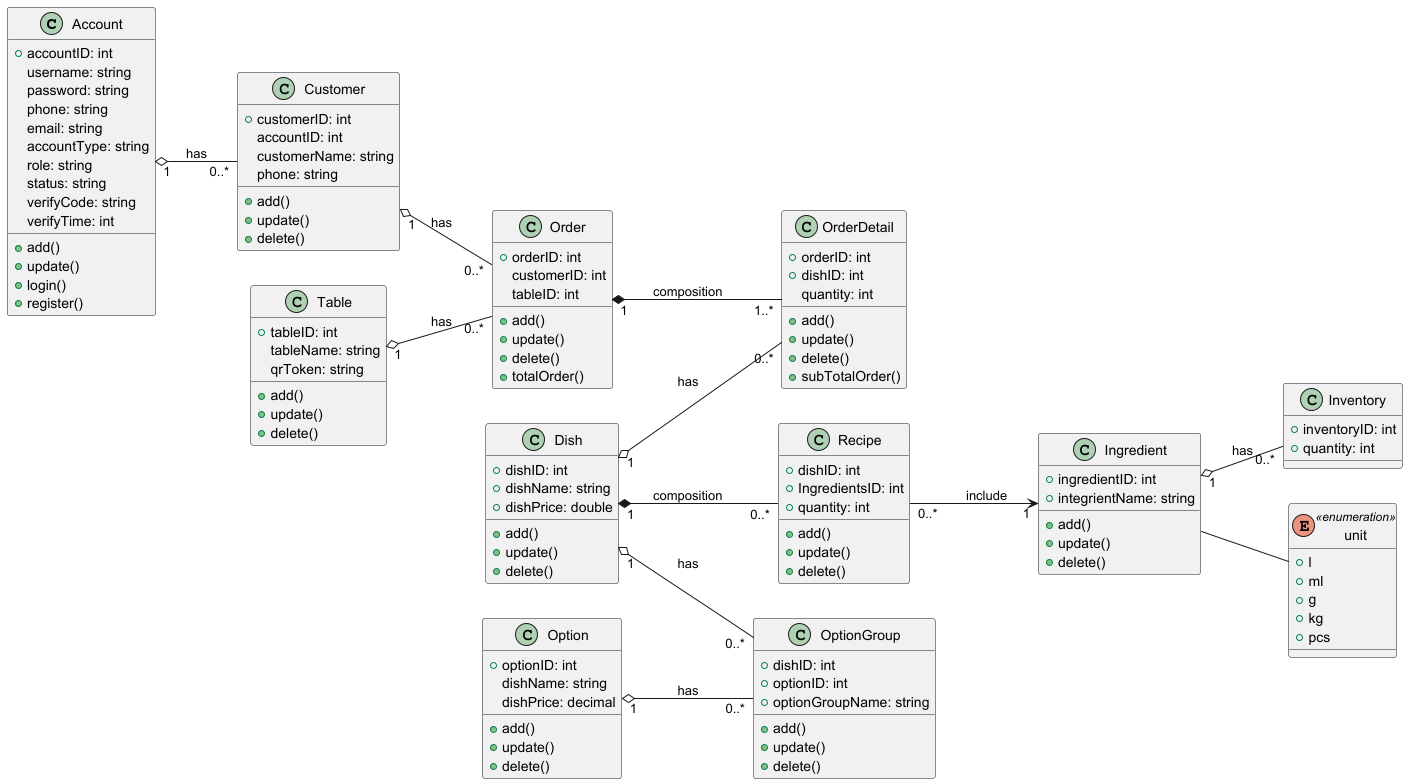 C Account
accountID: int
username: string
password: string
phone: string
email: string
accountType: string
role: string
status: string
verifyCode: string
verifyTime: int
add()
update()
login()
register()
has
1
0..*
C Customer
customerID: int
accountID: int
customerName: string
phone: string
add()
update()
delete()
has
1
0..*
C Table
tableID: int
tableName: string
qrToken: string
add()
update()
delete()
has
1
0..*
C Order
orderID: int
customerID: int
tableID: int
add()
update()
delete()
totalOrder()
composition
1
1..*
C OrderDetail
orderID: int
dishID: int
quantity: int
add()
update()
delete()
subTotalOrder()
has
1
0..*
C Dish
dishID: int
dishName: string
dishPrice: double
add()
update()
delete()
composition
1
0..*
C Recipe
dishID: int
IngredientsID: int
quantity: int
add()
update()
delete()
include
0..*
1
C Ingredient
ingredientID: int
integrientName: string
add()
update()
delete()
has
1
0..*
C Inventory
inventoryID: int
quantity: int
E «enumeration»
unit
l
ml
g
kg
pcs
has
1
0..*
C Option
optionID: int
dishName: string
dishPrice: decimal
add()
update()
delete()
has
1
0..*
C OptionGroup
dishID: int
optionID: int
optionGroupName: string
add()
update()
delete()